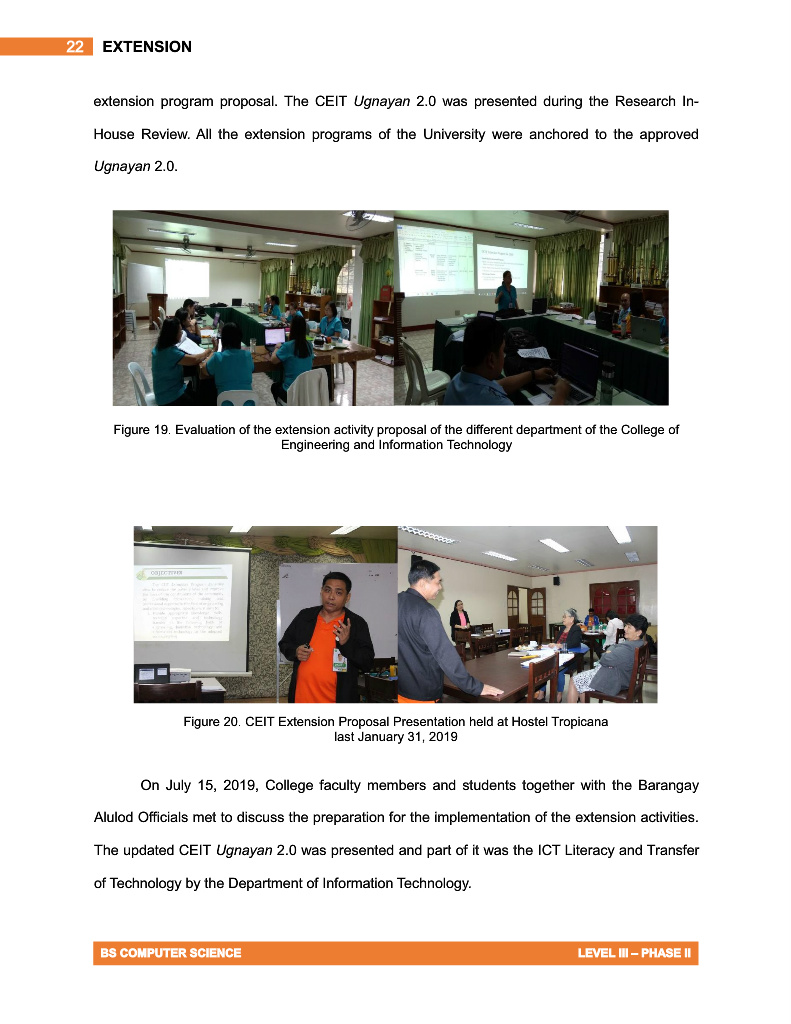 22 EXTENSION
extension program proposal. The CEIT Ugnayan 2.0 was presented during the Research In-
House Review. All the extension programs of the University were anchored to the approved
Ugnayan 2.0.
Figure 19. Evaluation of the extension activity proposal of the different department of the College of
Engineering and Information Technology
OBJECTIVES
Figure 20. CEIT Extension Proposal Presentation held at Hostel Tropicana
last January 31, 2019
On July 15, 2019, College faculty members and students together with the Barangay
Alulod Officials met to discuss the preparation for the implementation of the extension activities.
The updated CEIT Ugnayan 2.0 was presented and part of it was the ICT Literacy and Transfer
of Technology by the Department of Information Technology.
BS COMPUTER SCIENCE LEVEL III – PHASE II